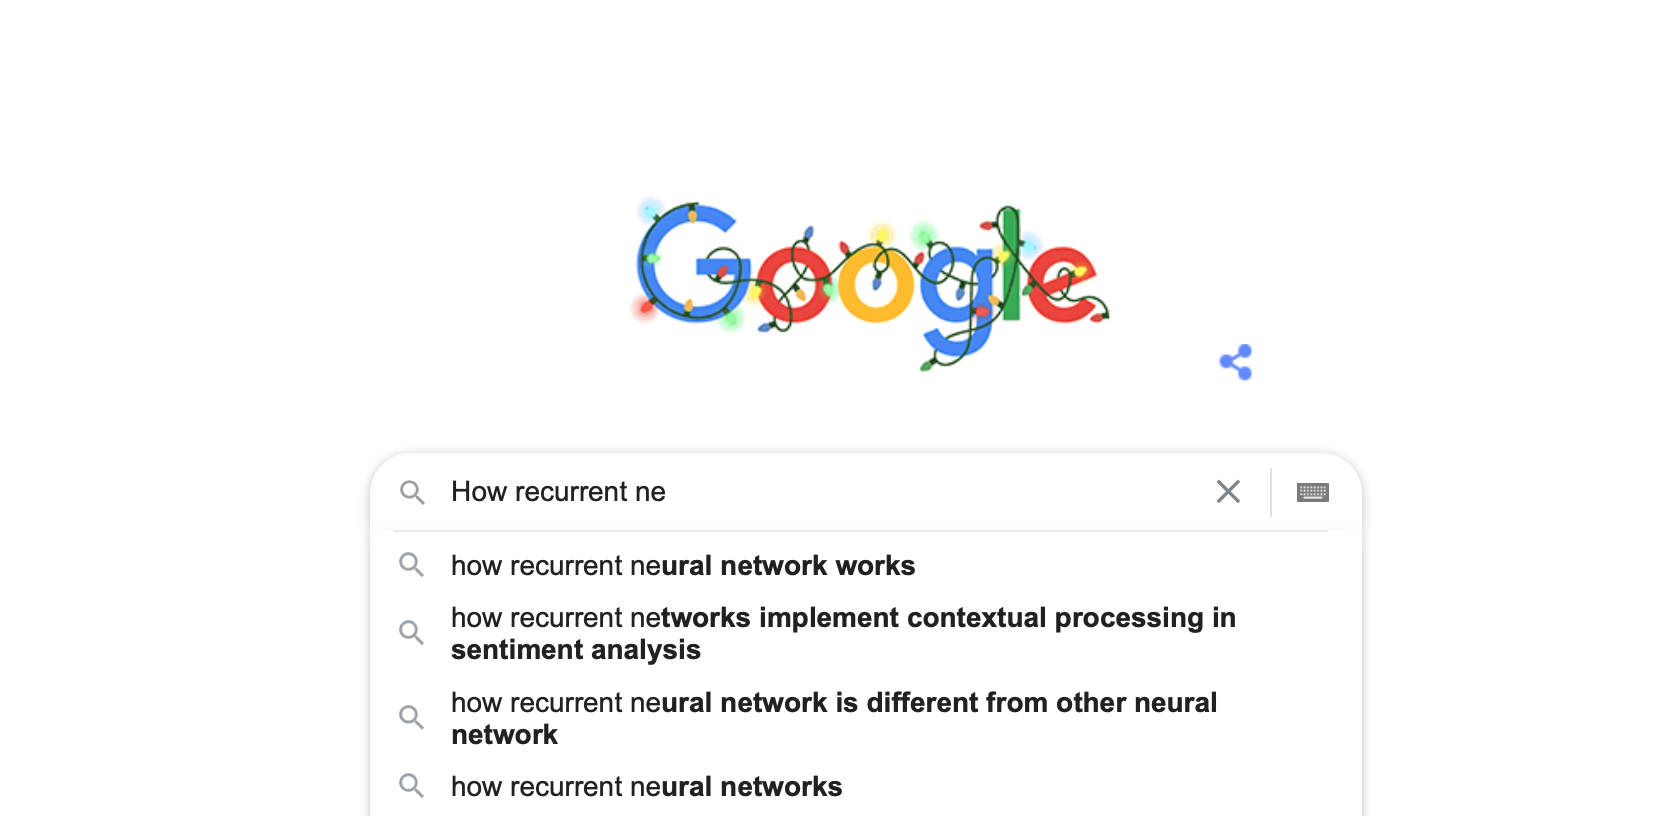 Google
How recurrent ne
how recurrent neural network works
how recurrent networks implement contextual processing in
sentiment analysis
how recurrent neural network is different from other neural
network
how recurrent neural networks